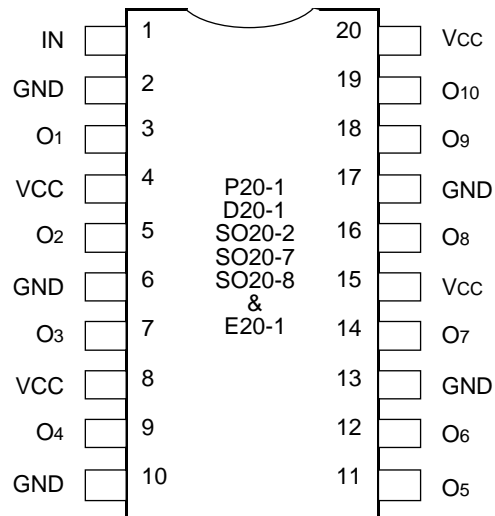 IN 1 20 VCC
GND 2 19 O10
O1 3 18 O9
VCC 4 17 GND
P20-1
D20-1
O2 5 SO20-2 16 O8
SO20-7
GND 6 SO20-8 15 VCC
&
O3 7 E20-1 14 O7
VCC 8 13 GND
O4 9 12 O6
GND 10 11 O5